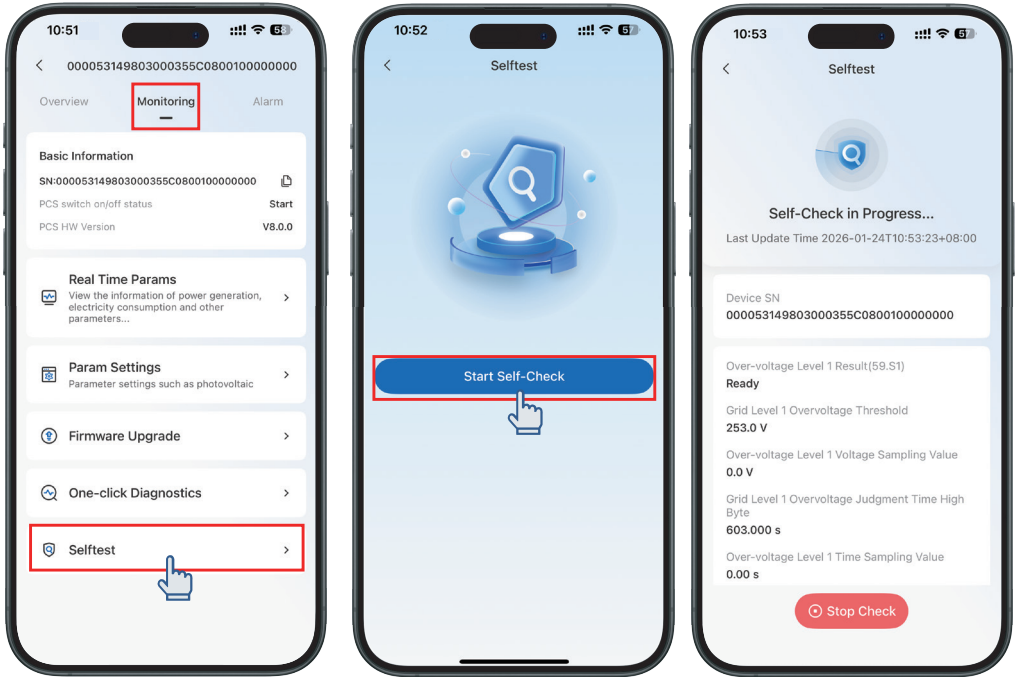 10:51
58
000053149803000355C0800100000000
Overview
Monitoring
Alarm
Basic Information
SN:000053149803000355C0800100000000
PCS switch on/off status
Start
PCS HW Version
V8.0.0
Real Time Params
View the information of power generation,
electricity consumption and other
parameters...
Param Settings
Parameter settings such as photovoltaic
Firmware Upgrade
One-click Diagnostics
Selftest
10:52
57
Selftest
Start Self-Check
10:53
57
Selftest
Self-Check in Progress...
Last Update Time 2026-01-24T10:53:23+08:00
Device SN
000053149803000355C0800100000000
Over-voltage Level 1 Result(59.S1)
Ready
Grid Level 1 Overvoltage Threshold
253.0 V
Over-voltage Level 1 Voltage Sampling Value
0.0 V
Grid Level 1 Overvoltage Judgment Time High
Byte
603.000 s
Over-voltage Level 1 Time Sampling Value
0.00 s
Stop Check